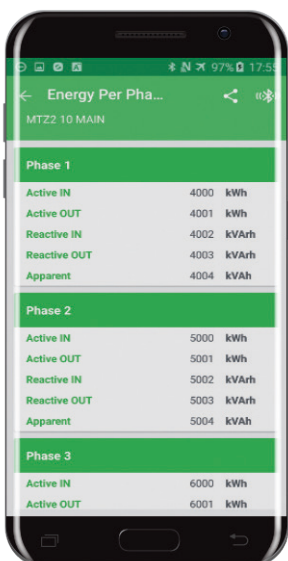 97% 17:55
Energy Per Pha...
MTZ2 10 MAIN
Phase 1
Active IN 4000 kWh
Active OUT 4001 kWh
Reactive IN 4002 kVArh
Reactive OUT 4003 kVArh
Apparent 4004 kVAh
Phase 2
Active IN 5000 kWh
Active OUT 5001 kWh
Reactive IN 5002 kVArh
Reactive OUT 5003 kVArh
Apparent 5004 kVAh
Phase 3
Active IN 6000 kWh
Active OUT 6001 kWh